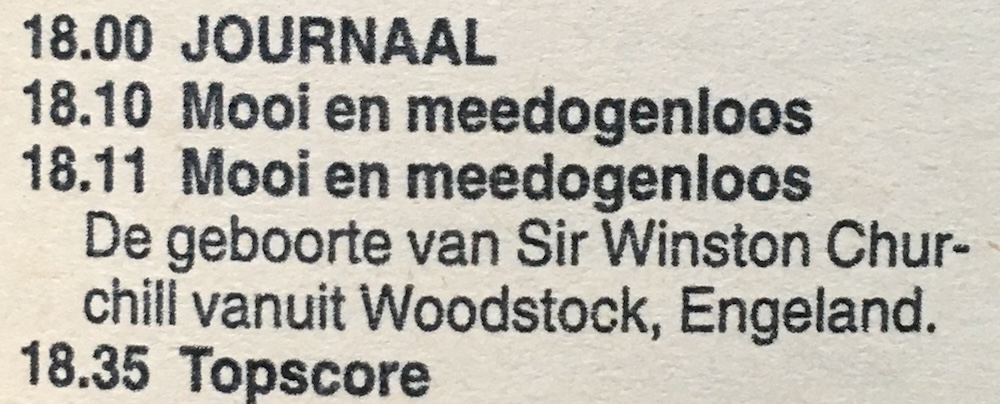 18.00 JOURNAAL
18.10 Mooi en meedogenloos
18.11 Mooi en meedogenloos
De geboorte van Sir Winston Chur-
chill vanuit Woodstock, Engeland.
18.35 Topscore